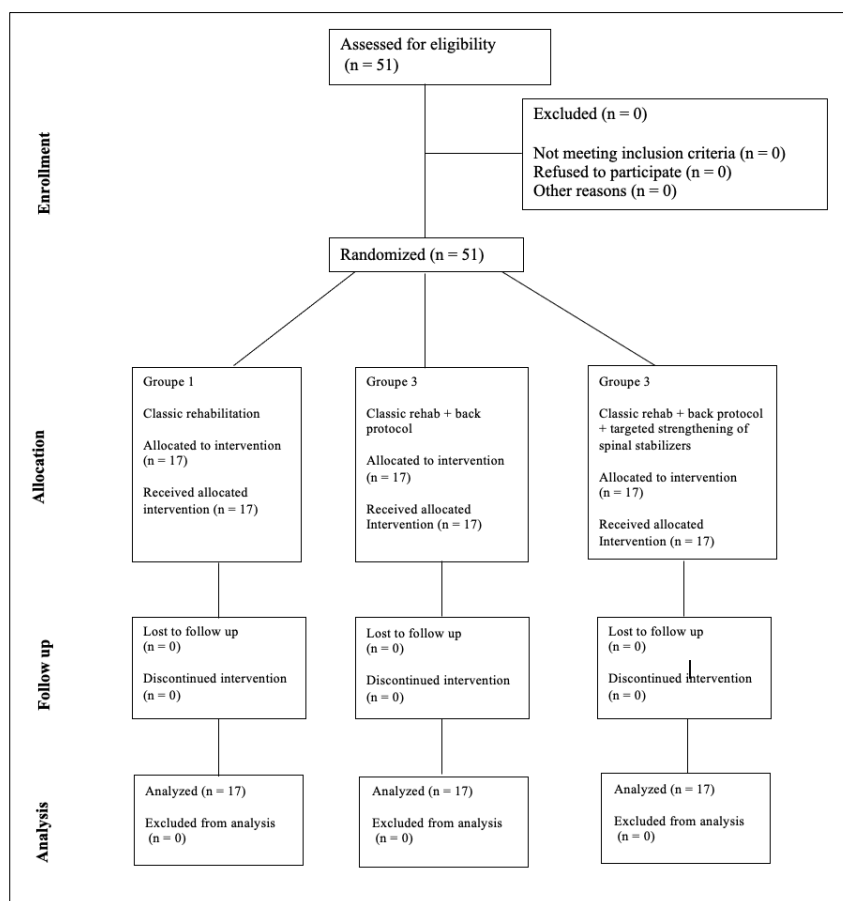 Assessed for eligibility
(n = 51)
Excluded (n = 0)
Not meeting inclusion criteria (n = 0)
Refused to participate (n = 0)
Other reasons (n = 0)
Enrollment
Randomized (n = 51)
Allocation
Groupe 1
Classic rehabilitation
Allocated to intervention
(n = 17)
Received allocated
intervention (n = 17)
Groupe 3
Classic rehab + back
protocol
Allocated to intervention
(n = 17)
Received allocated
Intervention (n = 17)
Groupe 3
Classic rehab + back protocol
+ targeted strengthening of
spinal stabilizers
Allocated to intervention
(n = 17)
Received allocated
Intervention (n = 17)
Follow up
Lost to follow up
(n = 0)
Discontinued intervention
(n = 0)
Lost to follow up
(n = 0)
Discontinued intervention
(n = 0)
Lost to follow up
(n = 0)
Discontinued intervention
(n = 0)
Analysis
Analyzed (n = 17)
Excluded from analysis
(n = 0)
Analyzed (n = 17)
Excluded from analysis
(n = 0)
Analyzed (n = 17)
Excluded from analysis
(n = 0)